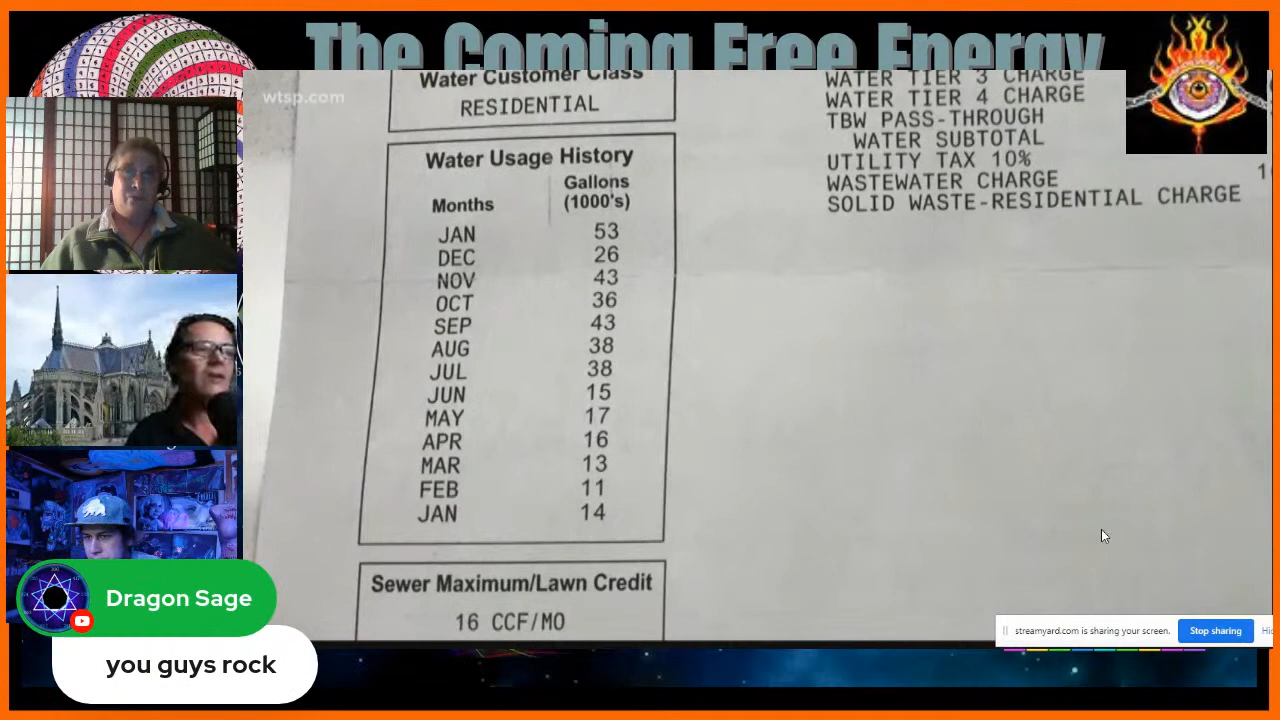 The Coming Free Energy
wtsp.com
Water Customer Class
RESIDENTIAL
Water Usage History
Months Gallons (1000's)
JAN 53
DEC 26
NOV 43
OCT 36
SEP 43
AUG 38
JUL 38
JUN 15
MAY 17
APR 16
MAR 13
FEB 11
JAN 14
Sewer Maximum/Lawn Credit
16 CCF/MO
WATER TIER 3 CHARGE
WATER TIER 4 CHARGE
TBW PASS-THROUGH
WATER SUBTOTAL
UTILITY TAX 10%
WASTEWATER CHARGE
SOLID WASTE-RESIDENTIAL CHARGE
Dragon Sage
you guys rock
streamyard.com is sharing your screen.
Stop sharing